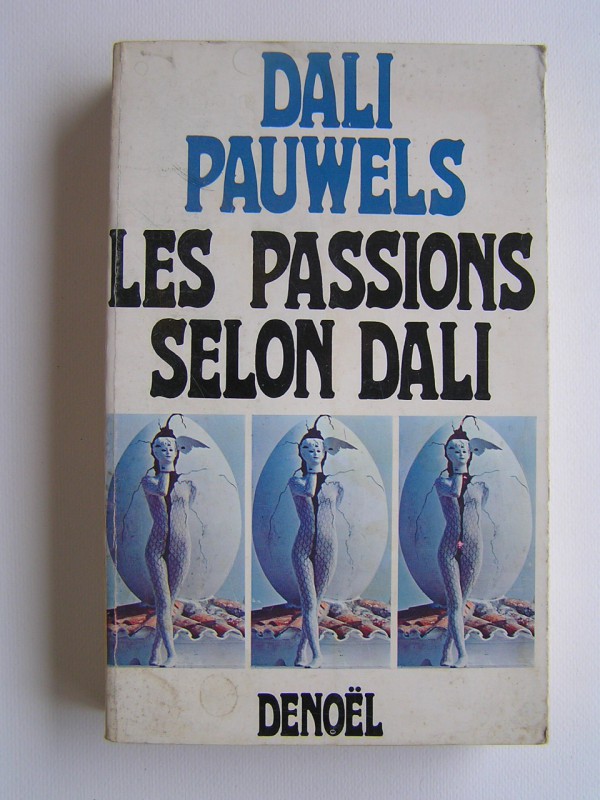 DALI
PAUWELS
LES PASSIONS
SELON DALI
DENOËL